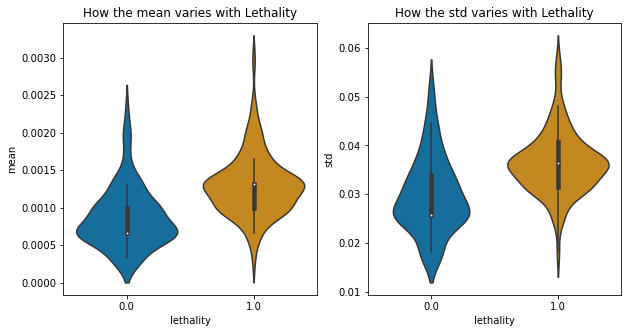 How the mean varies with Lethality
mean
0.0030
0.0025
0.0020
0.0015
0.0010
0.0005
0.0000
0.0
1.0
lethality
How the std varies with Lethality
std
0.06
0.05
0.04
0.03
0.02
0.01
0.0
1.0
lethality